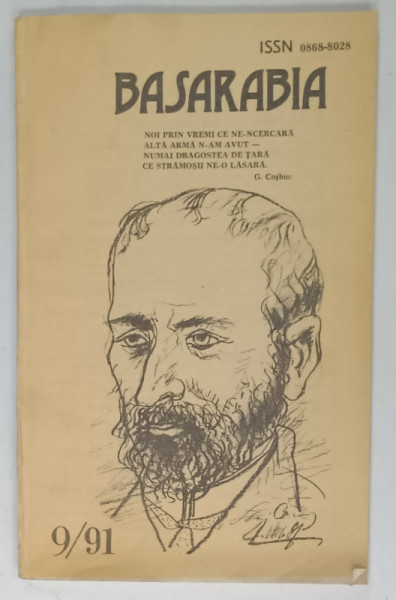 ISSN 0868-8028
BASARABIA
NOI PRIN VREMI CE NE-NCERCARĂ
ALTĂ ARMĂ N-AM AVUT —
NUMAI DRAGOSTEA DE ȚARĂ
CE STRĂMOȘII NE-O LĂSARĂ.
G. Coșbuc
9/91